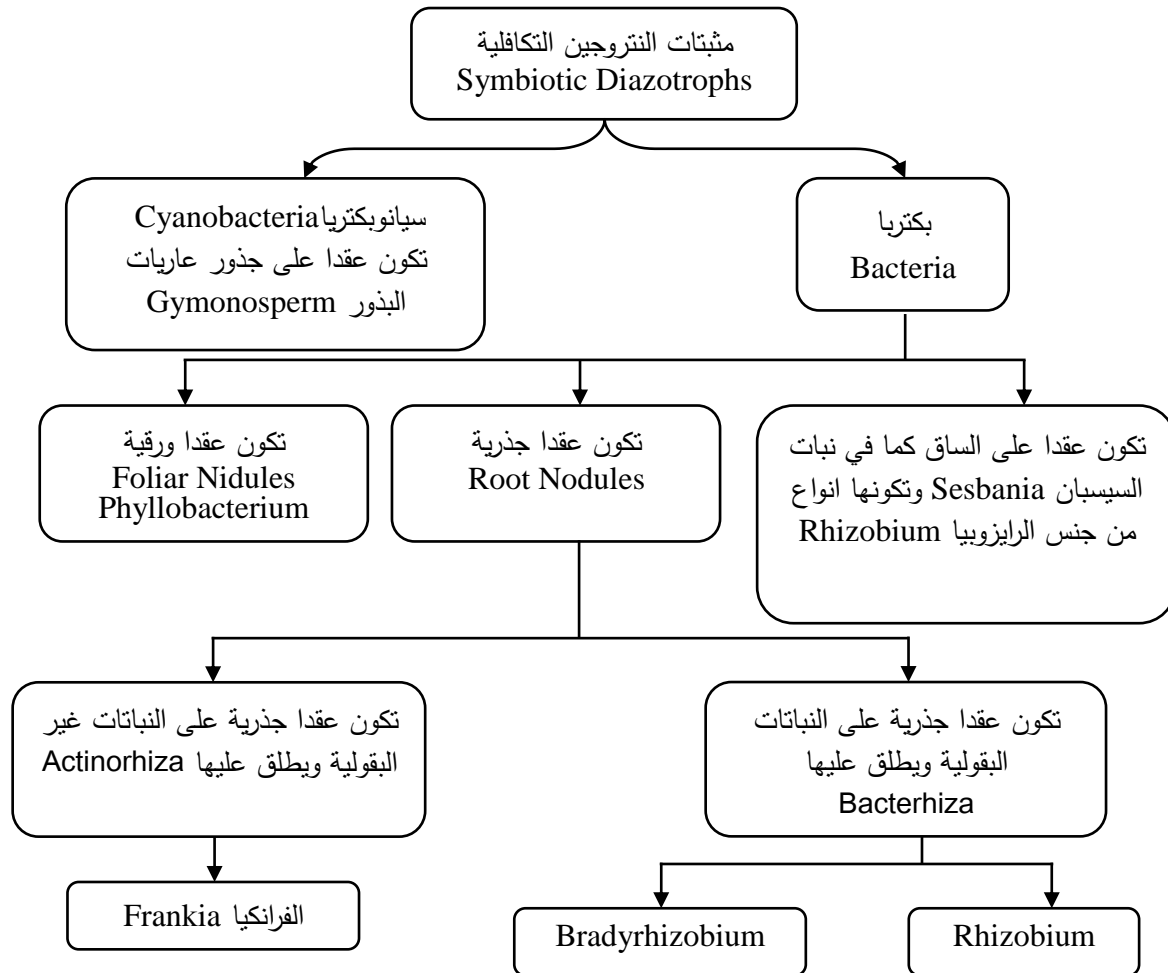 مثبتات النتروجين التكافلية
Symbiotic Diazotrophs
بكتربا
Bacteria
سيانوبكتريا Cyanobacteria
تكون عقدا على جذور عاريات
البذور Gymonosperm
تكون عقدا على الساق كما في نبات
السيسبان Sesbania وتكونها انواع
من جنس الرايزوبيا Rhizobium
تكون عقدا جذرية
Root Nodules
تكون عقدا ورقية
Foliar Nidules
Phyllobacterium
تكون عقدا جذرية على النباتات
البقولية ويطلق عليها
Bacterhiza
تكون عقدا جذرية على النباتات غير
البقولية ويطلق عليها Actinorhiza
Rhizobium
Bradyrhizobium
الفرانكيا Frankia